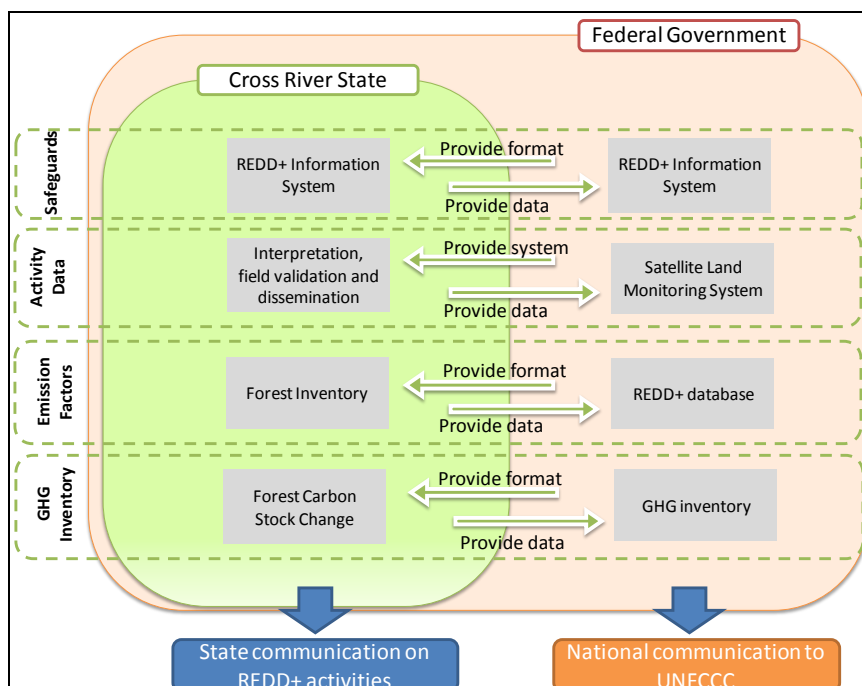 Federal Government
Cross River State
Safeguards
REDD+ Information
System
Provide format
Provide data
REDD+ Information
System
Activity
Data
Interpretation,
field validation and
dissemination
Provide system
Provide data
Satellite Land
Monitoring System
Emission
Factors
Forest Inventory
Provide format
Provide data
REDD+ database
GHG
Inventory
Forest Carbon
Stock Change
Provide format
Provide data
GHG inventory
State communication on
REDD+ activities
National communication to
UNFCCC